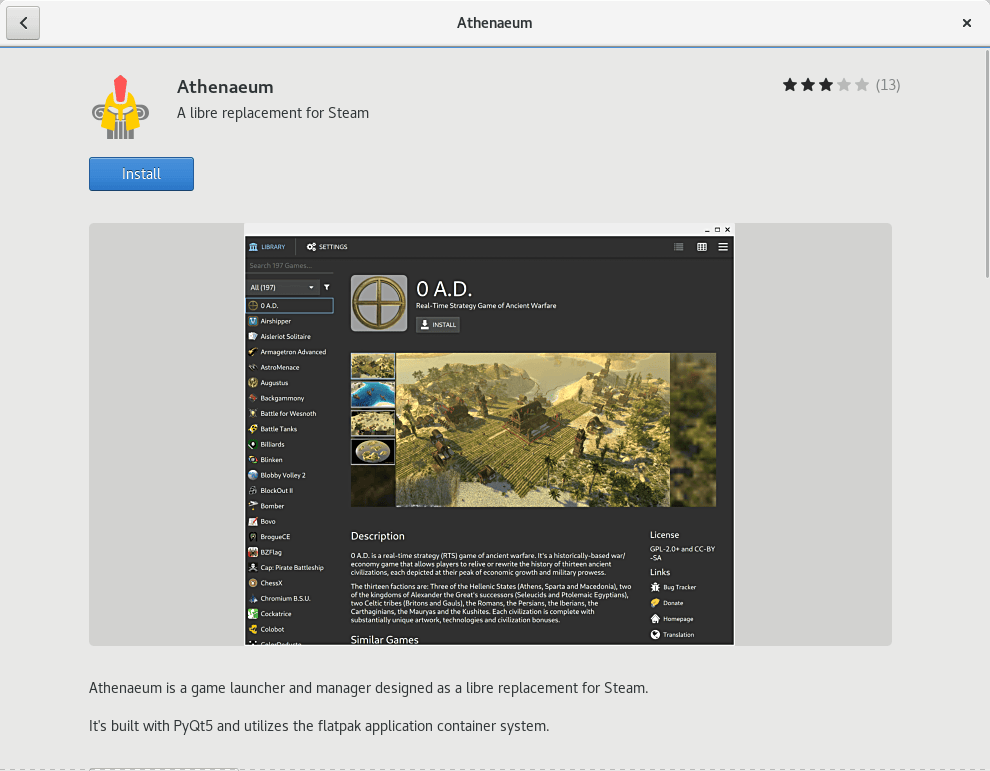 Athenaeum
Athenaeum
(13)
A libre replacement for Steam
Install
LIBRARY
SETTINGS
Search 197 Games...
All (197)
0 A.D.
Airshipper
Aisleriot Solitaire
Armagetron Advanced
AstroMenace
Augustus
Backgammony
Battle for Wesnoth
Battle Tanks
Billiards
Blinken
Blobby Volley 2
BlockOut II
Bomber
Bovo
BrogueCE
BZFlag
Cap: Pirate Battleship
ChessX
Chromium B.S.U.
Cockatrice
Colobot
0 A.D.
Real-Time Strategy Game of Ancient Warfare
INSTALL
Description
0 A.D. is a real-time strategy (RTS) game of ancient warfare. It's a historically-based war/
economy game that allows players to relive or rewrite the history of thirteen ancient
civilizations, each depicted at their peak of economic growth and military prowess.
The thirteen factions are: Three of the Hellenic States (Athens, Sparta and Macedonia), two
of the kingdoms of Alexander the Great's successors (Seleucids and Ptolemaic Egyptians),
two Celtic tribes (Britons and Gauls), the Romans, the Persians, the Iberians, the
Carthaginians, the Mauryas and the Kushites. Each civilization is complete with
substantially unique artwork, technologies and civilization bonuses.
Similar Games
License
GPL-2.0+ and CC-BY
-SA
Links
Bug Tracker
Donate
Homepage
Translation
Athenaeum is a game launcher and manager designed as a libre replacement for Steam.
It's built with PyQt5 and utilizes the flatpak application container system.